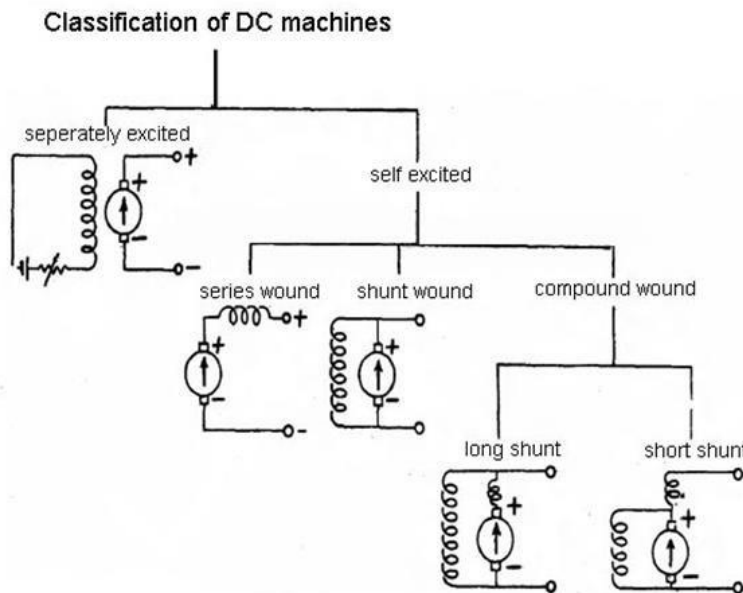 Classification of DC machines
seperately excited
+
+
-
-
self excited
series wound
shunt wound
compound wound
+
+
-
-
+
-
long shunt
short shunt
+
-
+
-